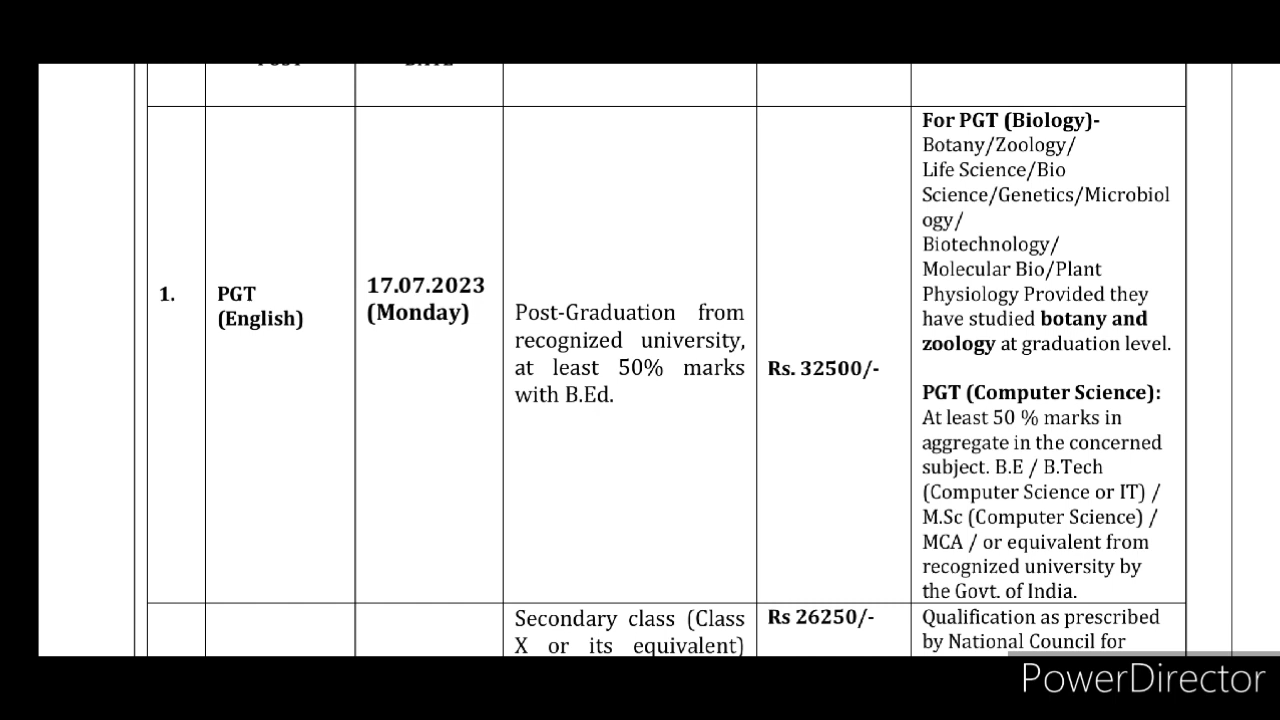 1.
PGT
(English)
17.07.2023
(Monday)
Post-Graduation from
recognized university,
at least 50% marks
with B.Ed.
Rs. 32500/-
For PGT (Biology)-
Botany/Zoology/
Life Science/Bio
Science/Genetics/Microbiol
ogy/
Biotechnology/
Molecular Bio/Plant
Physiology Provided they
have studied botany and
zoology at graduation level.
PGT (Computer Science):
At least 50 % marks in
aggregate in the concerned
subject. B.E / B.Tech
(Computer Science or IT) /
M.Sc (Computer Science) /
MCA / or equivalent from
recognized university by
the Govt. of India.
Secondary class (Class
X or its equivalent)
Rs 26250/-
Qualification as prescribed
by National Council for
PowerDirector